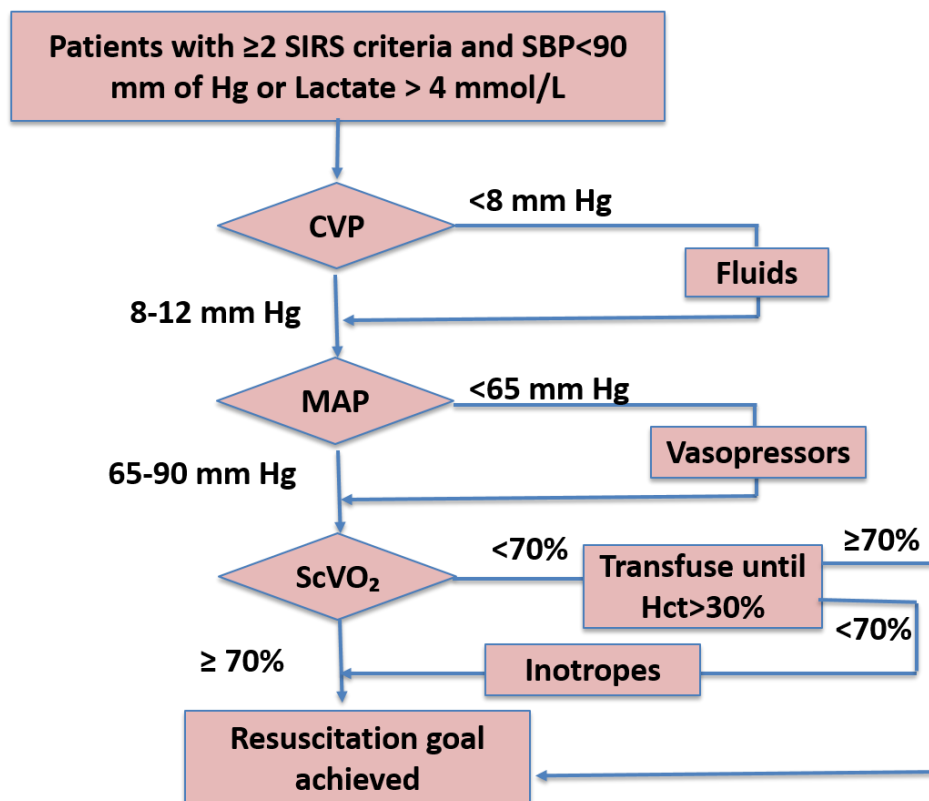 Patients with ≥2 SIRS criteria and SBP<90
mm of Hg or Lactate > 4 mmol/L
<8 mm Hg
CVP
Fluids
8-12 mm Hg
<65 mm Hg
MAP
Vasopressors
65-90 mm Hg
<70%
≥70%
ScVO₂
Transfuse until
Hct>30%
<70%
≥ 70%
Inotropes
Resuscitation goal
achieved